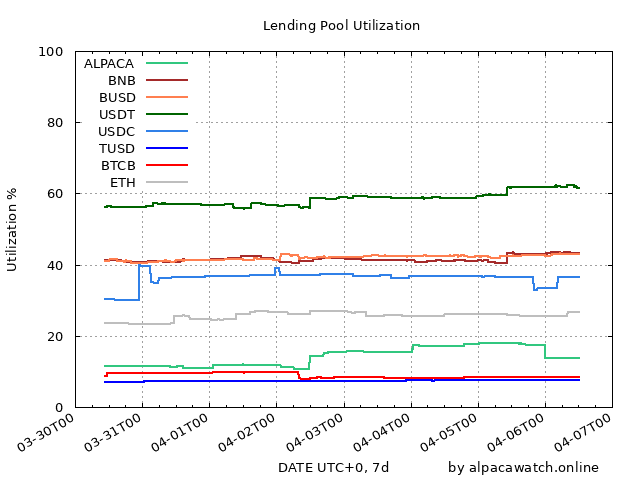 Lending Pool Utilization
100
80
60
40
20
0
Utilization %
ALPACA
BNB
BUSD
USDT
USDC
TUSD
BTCB
ETH
03-30T00
03-31T00
04-01T00
04-02T00
04-03T00
04-04T00
04-05T00
04-06T00
04-07T00
DATE UTC+0, 7d
by alpacawatch.online